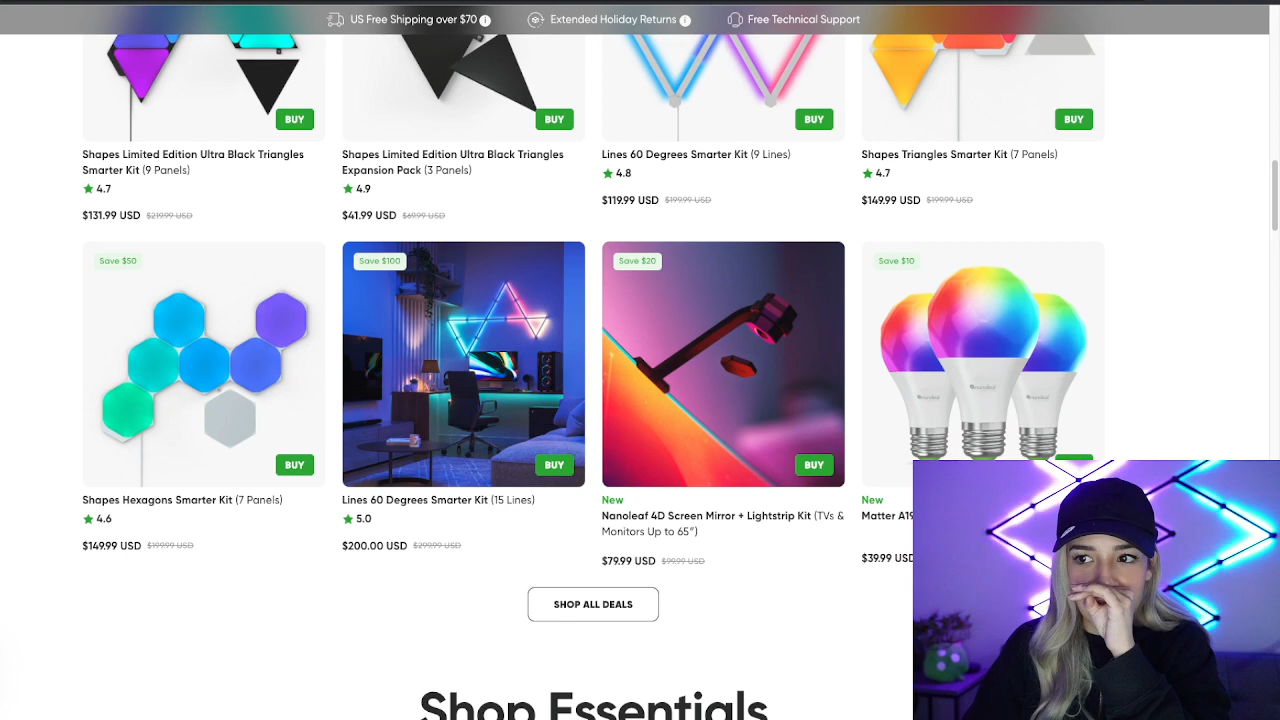 US Free Shipping over $70
Extended Holiday Returns
Free Technical Support
BUY
BUY
BUY
BUY
Shapes Limited Edition Ultra Black Triangles
Smarter Kit (9 Panels)
4.7
$131.99 USD $219.99 USD
Shapes Limited Edition Ultra Black Triangles
Expansion Pack (3 Panels)
4.9
$41.99 USD $69.99 USD
Lines 60 Degrees Smarter Kit (9 Lines)
4.8
$119.99 USD $199.99 USD
Shapes Triangles Smarter Kit (7 Panels)
4.7
$149.99 USD $199.99 USD
Save $50
BUY
Shapes Hexagons Smarter Kit (7 Panels)
4.6
$149.99 USD $199.99 USD
Save $100
BUY
Lines 60 Degrees Smarter Kit (15 Lines)
5.0
$200.00 USD $299.99 USD
Save $20
BUY
New
Nanoleaf 4D Screen Mirror + Lightstrip Kit (TVs &
Monitors Up to 65″)
$79.99 USD $99.99 USD
Save $10
nanoleaf
nanoleaf
nanoleaf
New
Matter A19
$39.99 USD
SHOP ALL DEALS
Shop Essentials